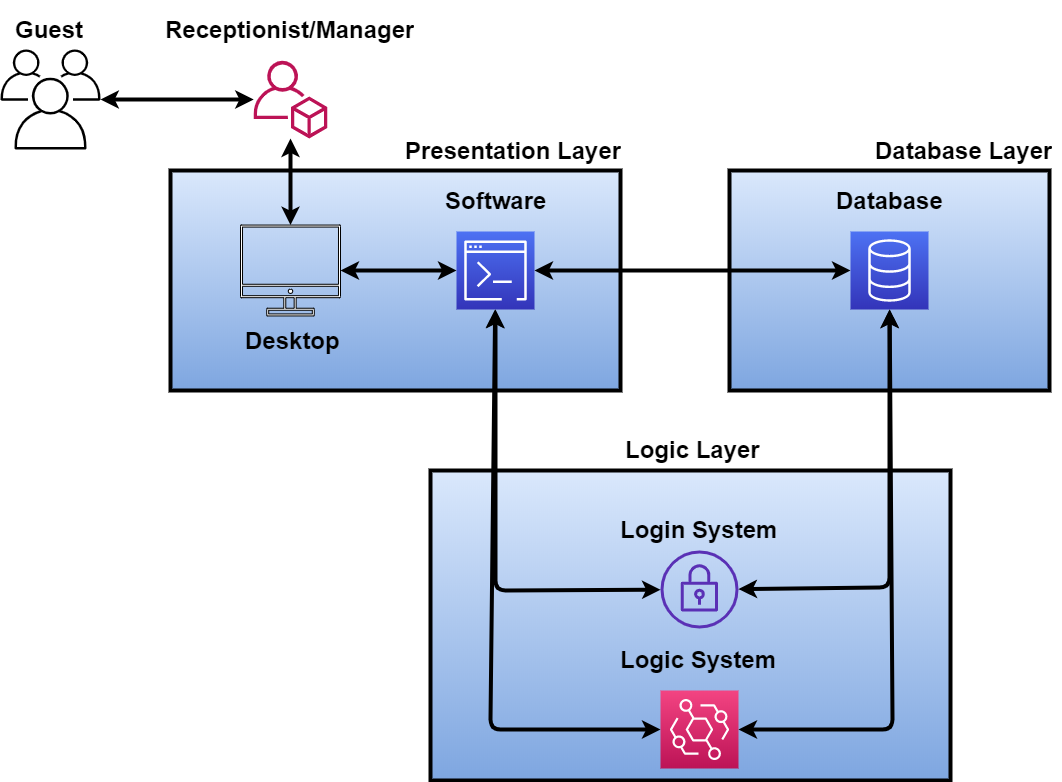 Guest
Receptionist/Manager
Presentation Layer
Database Layer
Software
Database
Desktop
Logic Layer
Login System
Logic System